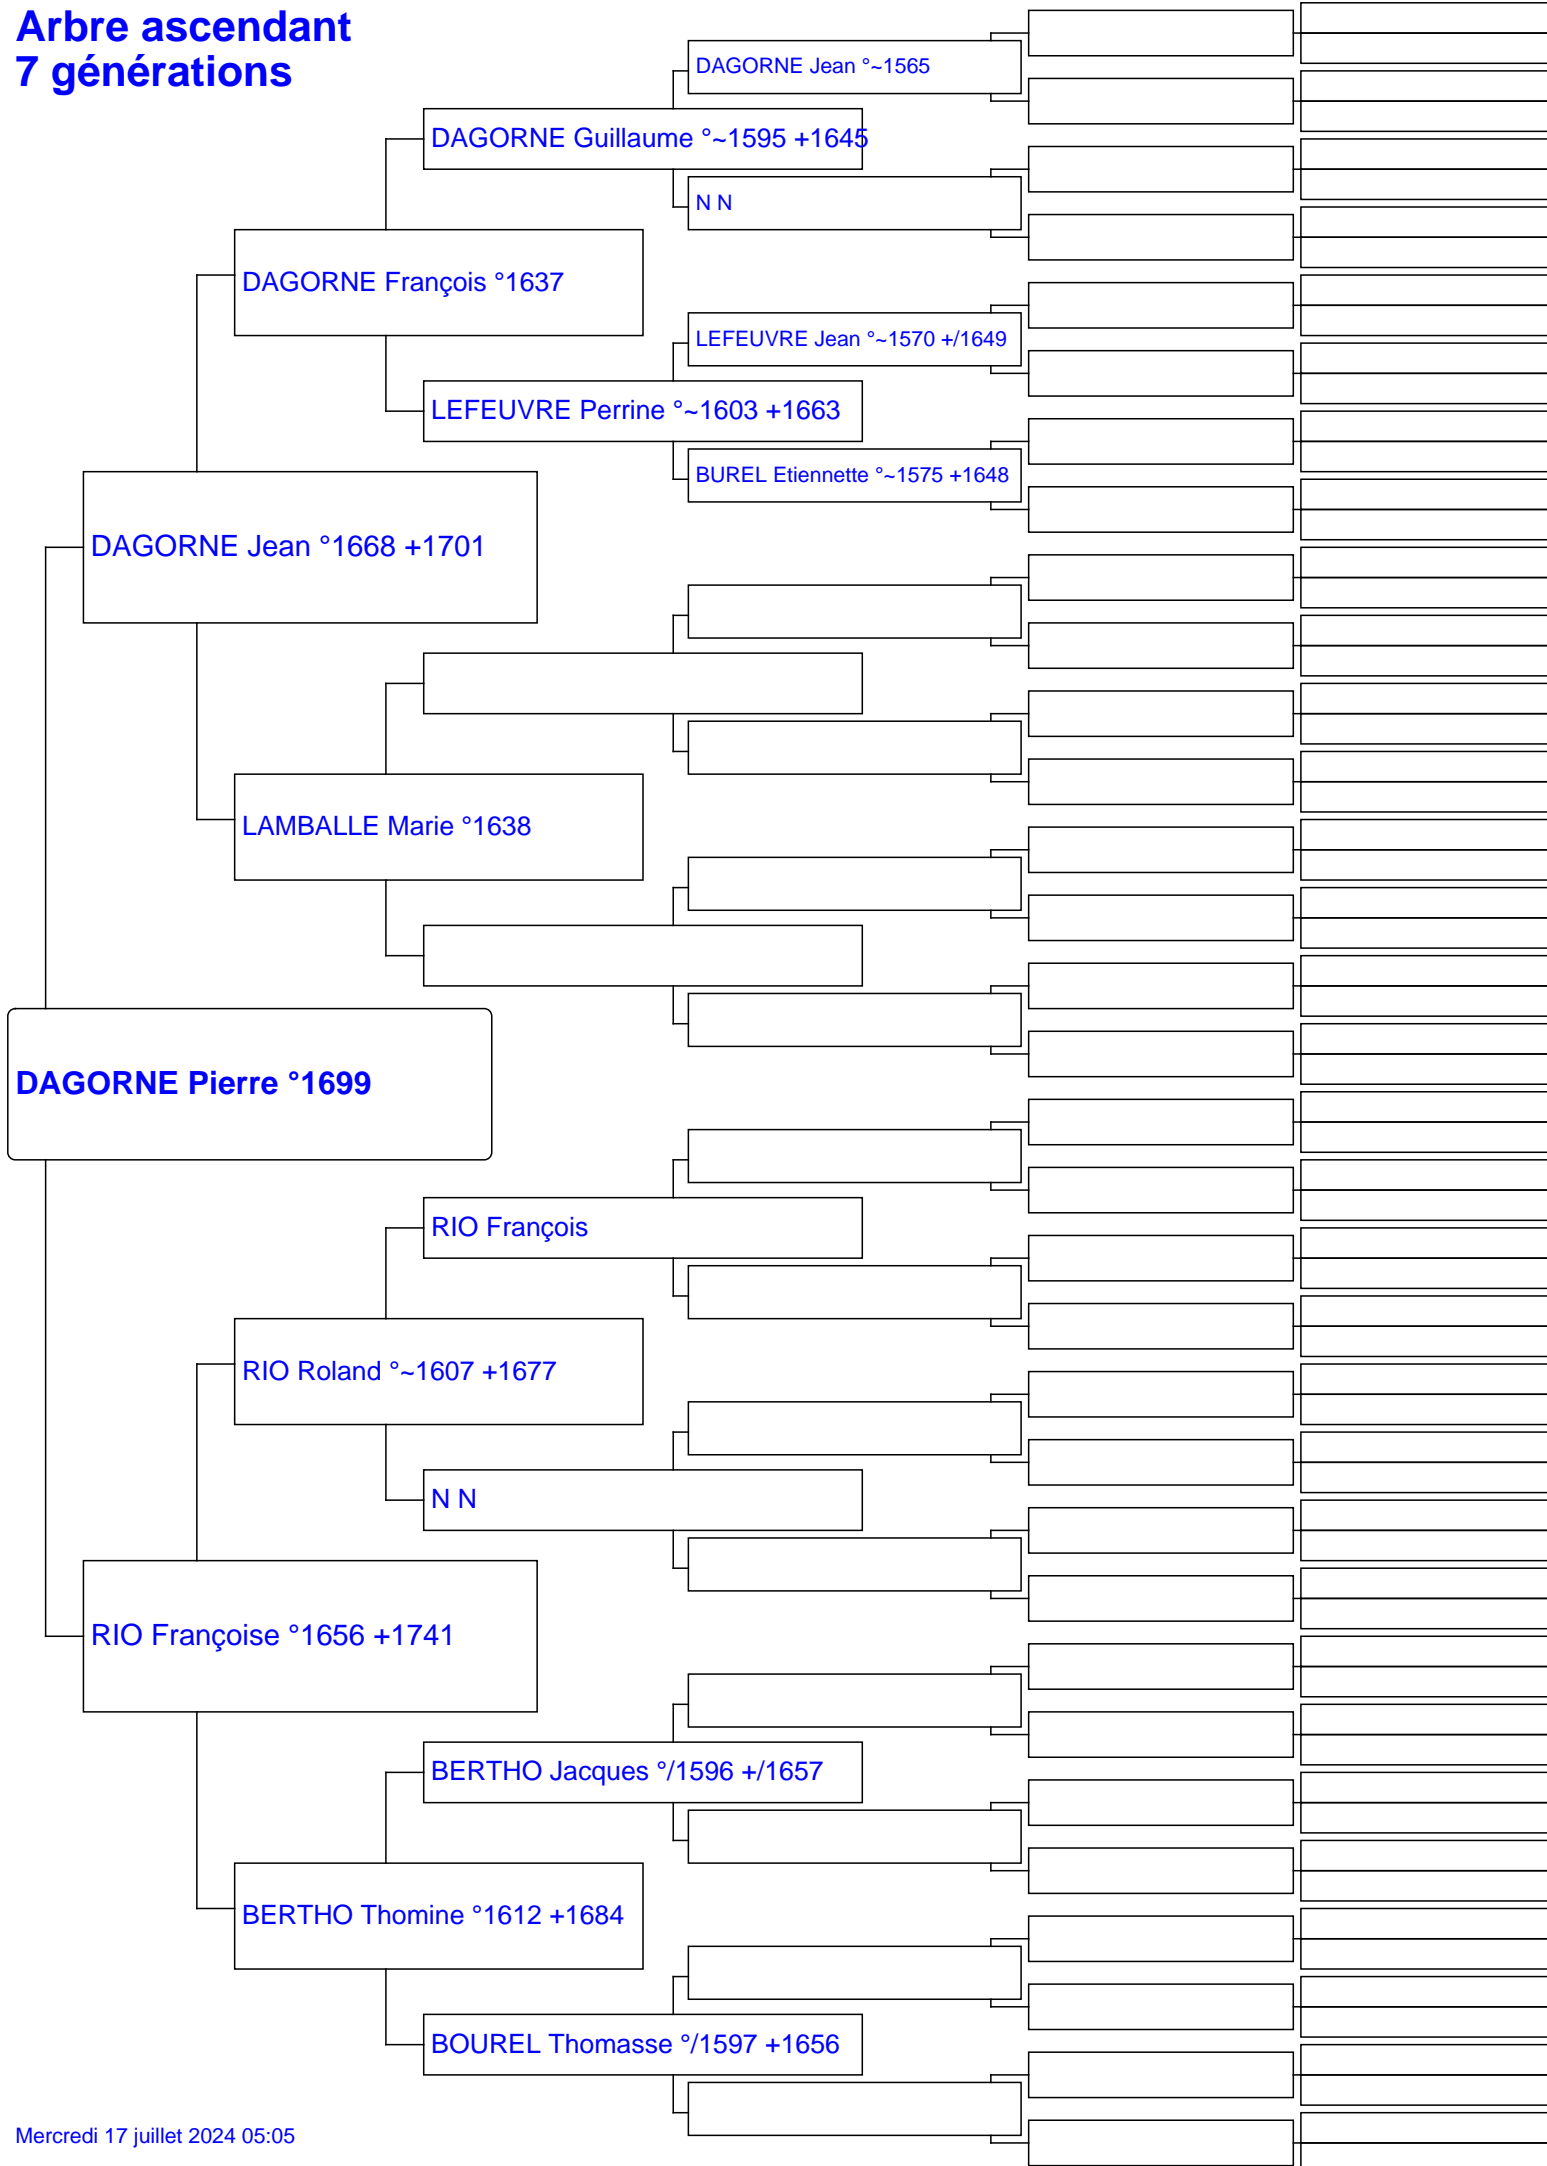 Arbre ascendant
7 générations
DAGORNE Jean °~1565
DAGORNE Guillaume °~1595 +1645
N N
DAGORNE François °1637
LEFEUVRE Jean °~1570 +/1649
LEFEUVRE Perrine °~1603 +1663
BUREL Etiennette °~1575 +1648
DAGORNE Jean °1668 +1701
LAMBALLE Marie °1638
DAGORNE Pierre °1699
RIO François
RIO Roland °~1607 +1677
N N
RIO Françoise °1656 +1741
BERTHO Jacques °/1596 +/1657
BERTHO Thomine °1612 +1684
BOUREL Thomasse °/1597 +1656
Mercredi 17 juillet 2024 05:05